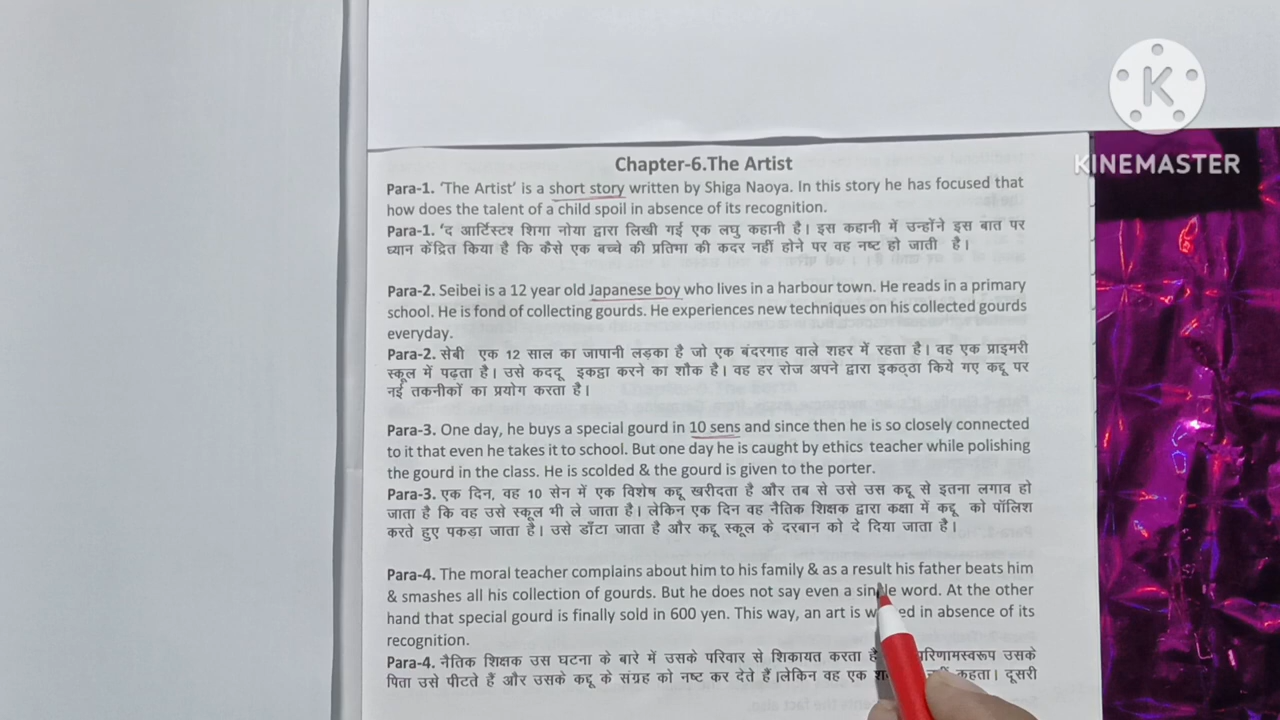 K
KINEMASTER
Chapter-6.The Artist
Para-1. 'The Artist' is a short story written by Shiga Naoya. In this story he has focused that
how does the talent of a child spoil in absence of its recognition.
Para-1. 'द आर्टिस्टश शिगा नोया द्वारा लिखी गई एक लघु कहानी है। इस कहानी में उन्होंने इस बात पर
ध्यान केंद्रित किया है कि कैसे एक बच्चे की प्रतिमा की कदर नहीं होने पर वह नष्ट हो जाती है।
Para-2. Seibei is a 12 year old Japanese boy who lives in a harbour town. He reads in a primary
school. He is fond of collecting gourds. He experiences new techniques on his collected gourds
everyday.
Para-2. सेबी एक 12 साल का जापानी लड़का है जो एक बंदरगाह वाले शहर में रहता है। वह एक प्राइमरी
स्कूल में पढ़ता है। उसे कददू इकट्ठा करने का शौक है। वह हर रोज अपने द्वारा इकठ्ठा किये गए कद्दू पर
नई तकनीकों का प्रयोग करता है।
Para-3. One day, he buys a special gourd in 10 sens and since then he is so closely connected
to it that even he takes it to school. But one day he is caught by ethics teacher while polishing
the gourd in the class. He is scolded & the gourd is given to the porter.
Para-3. एक दिन, वह 10 सेन में एक विशेष कद्दू खरीदता है और तब से उसे उस कद्दू से इतना लगाव हो
जाता है कि वह उसे स्कूल भी ले जाता है। लेकिन एक दिन वह नैतिक शिक्षक द्वारा कक्षा में कद्दू को पॉलिश
करते हुए पकड़ा जाता है। उसे डाँटा जाता है और कद्दू स्कूल के दरबान को दे दिया जाता है।
Para-4. The moral teacher complains about him to his family & as a result his father beats him
& smashes all his collection of gourds. But he does not say even a single word. At the other
hand that special gourd is finally sold in 600 yen. This way, an art is in absence of its
recognition.
Para-4. नैतिक शिक्षक उस घटना के बारे में उसके परिवार से शिकायत करता है उसके
पिता उसे पीटते हैं और उसके कद्दू के संग्रह को नष्ट कर देते हैं।लेकिन वह एक कहता। दूसरी